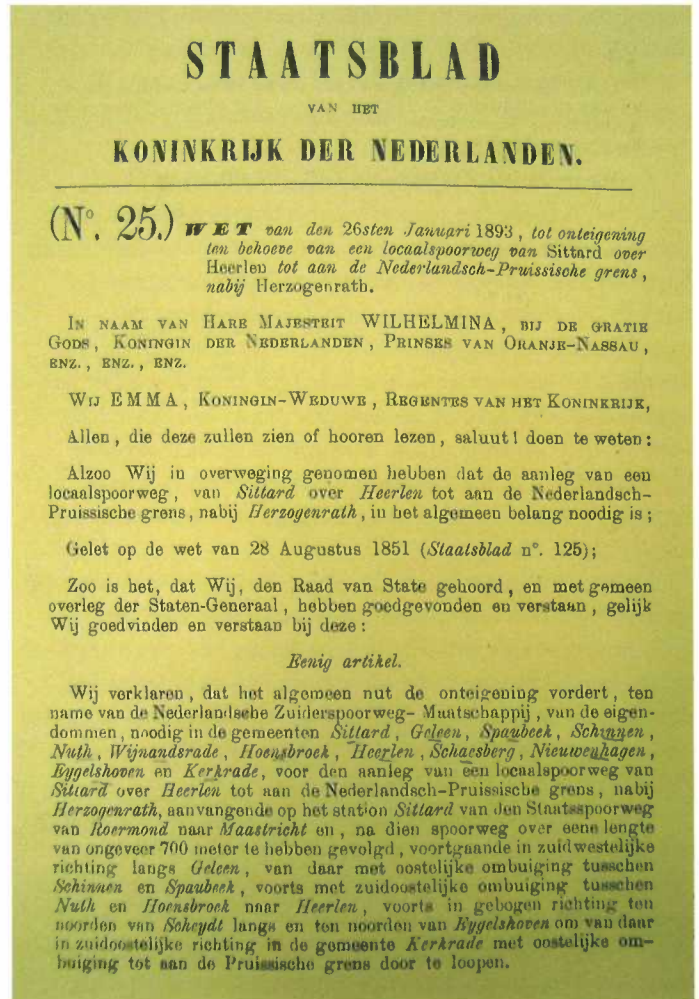 STAATSBLAD
VAN HET
KONINKRIJK DER NEDERLANDEN.
(N°. 25.) WET van den 26sten Januari 1893, tot onteigening
ten behoeve van een locaalspoorweg van Sittard over
Heerlen tot aan de Nederlandsch-Pruissische grens,
nabij Herzogenrath.
IN NAAM VAN HARE MAJESTEIT WILHELMINA, BIJ DE GRATIE
GODS, KONINGIN DER NEDERLANDEN, PRINSES VAN ORANJE-NASSAU,
ENZ., ENZ., ENZ.
WIJ EMMA, KONINGIN-WEDUWE, REGENTES VAN HET KONINKRIJK,
Allen, die deze zullen zien of hooren lezen, saluut! doen te weten:
Alzoo Wij in overweging genomen hebben dat de aanleg van een
locaalspoorweg, van Sittard over Heerlen tot aan de Nederlandsch-
Pruissische grens, nabij Herzogenrath, in het algemeen belang noodig is;
Gelet op de wet van 28 Augustus 1851 (Staatsblad n°. 125);
Zoo is het, dat Wij, den Raad van State gehoord, en met gemeen
overleg der Staten-Generaal, hebben goedgevonden en verstaan, gelijk
Wij goedvinden en verstaan bij deze:
Eenig artikel.
Wij verklaren, dat het algemeen nut de onteigening vordert, ten
name van de Nederlandsche Zuiderspoorweg-Maatschappij, van de eigen-
dommen, noodig in de gemeenten Sittard, Geleen, Spaubeek, Schinnen,
Nuth, Wijnandsrade, Hoensbroek, Heerlen, Schaesberg, Nieuwenhagen,
Eygelshoven en Kerkrade, voor den aanleg van een locaalspoorweg van
Sittard over Heerlen tot aan de Nederlandsch-Pruissische grens, nabij
Herzogenrath, aanvangende op het station Sittard van den Staatsspoorweg
van Roermond naar Maastricht en, na dien spoorweg over eene lengte
van ongeveer 700 meter te hebben gevolgd, voortgaande in zuidwestelijke
richting langs Geleen, van daar met oostelijke ombuiging tusschen
Schinnen en Spaubeek, voorts met zuidoostelijke ombuiging tusschen
Nuth en Hoensbroek naar Heerlen, voorts in gebogen richting ten
noorden van Scheydt langs en ten noorden van Eygelshoven om van daar
in zuidoostelijke richting in de gemeente Kerkrade met oostelijke om-
buiging tot aan de Pruissische grens door te loopen.